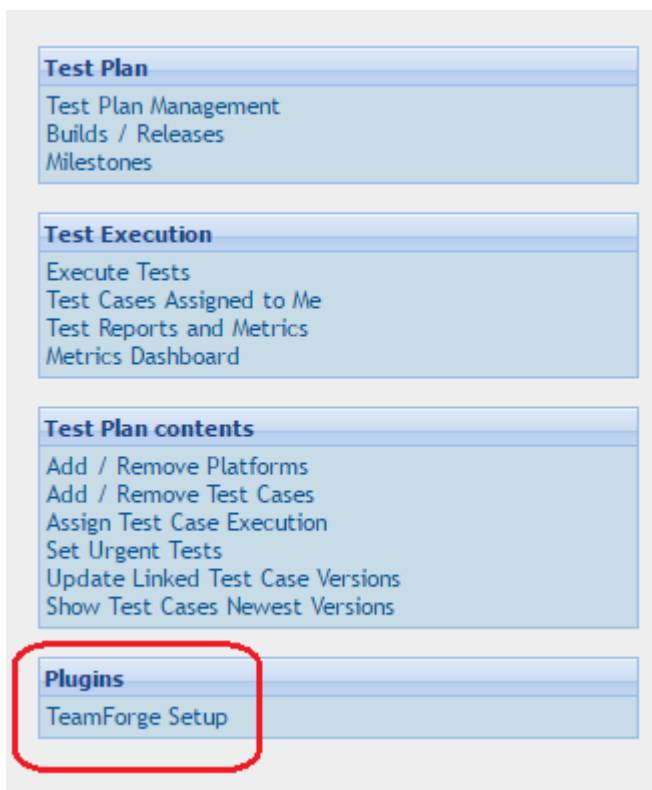 Test Plan
Test Plan Management
Builds / Releases
Milestones
Test Execution
Execute Tests
Test Cases Assigned to Me
Test Reports and Metrics
Metrics Dashboard
Test Plan contents
Add / Remove Platforms
Add / Remove Test Cases
Assign Test Case Execution
Set Urgent Tests
Update Linked Test Case Versions
Show Test Cases Newest Versions
Plugins
TeamForge Setup